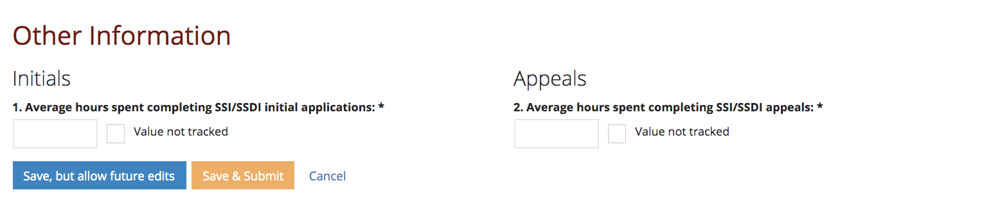 Other Information
Initials
1. Average hours spent completing SSI/SSDI initial applications: *
Value not tracked
Appeals
2. Average hours spent completing SSI/SSDI appeals: *
Value not tracked
Save, but allow future edits
Save & Submit
Cancel